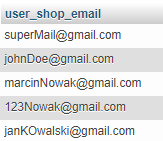 user_shop_email
superMail@gmail.com
johnDoe@gmail.com
marcinNowak@gmail.com
123Nowak@gmail.com
janKOwalski@gmail.com